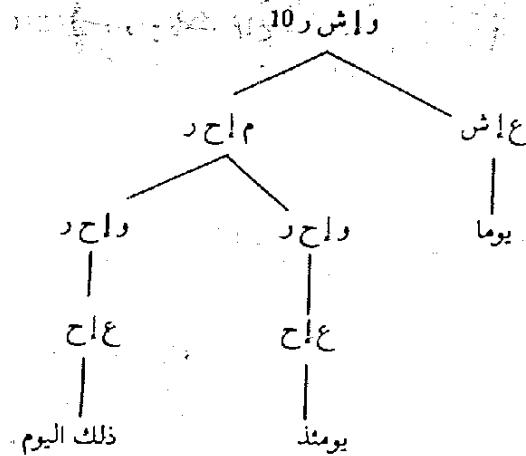 و إ ش ر 10
ع إ ش م إ ح ر
يوما و إ ح ر و إ ح ر
ع إ ح ع إ ح
يومئذ ذلك اليوم